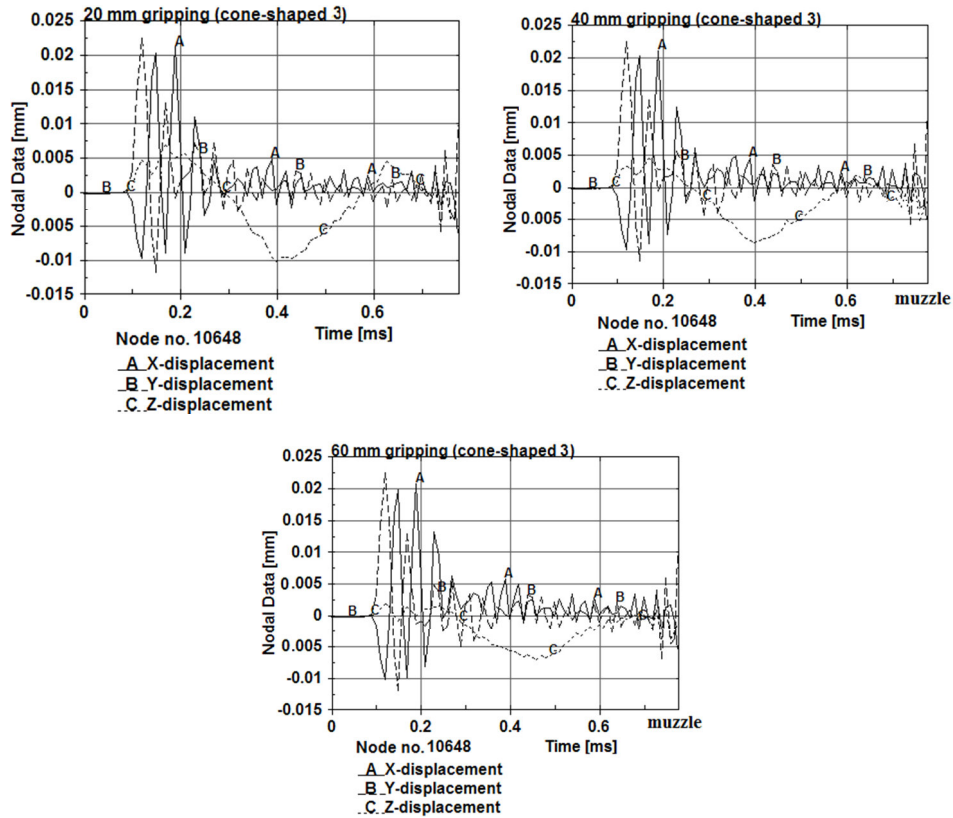 20 mm gripping (cone-shaped 3)
0.025
0.02
0.015
0.01
0.005
0
0.005
-0.01
-0.015
Nodal Data [mm]
A
B
C
B
C
A
B
A
B
C
C
0 0.2 0.4 0.6
Time [ms]
Node no. 10648
A X-displacement
B Y-displacement
C Z-displacement
40 mm gripping (cone-shaped 3)
0.025
0.02
0.015
0.01
0.005
0
0.005
-0.01
-0.015
Nodal Data [mm]
A
B
C
B
C
A
B
C
A
B
C
0 0.2 0.4 0.6 muzzle
Time [ms]
Node no. 10648
A X-displacement
B Y-displacement
C Z-displacement
60 mm gripping (cone-shaped 3)
0.025
0.02
0.015
0.01
0.005
0
0.005
-0.01
-0.015
Nodal Data [mm]
A
B
C
B
C
A
B
C
A
B
C
0 0.2 0.4 0.6 muzzle
Time [ms]
Node no. 10648
A X-displacement
B Y-displacement
C Z-displacement